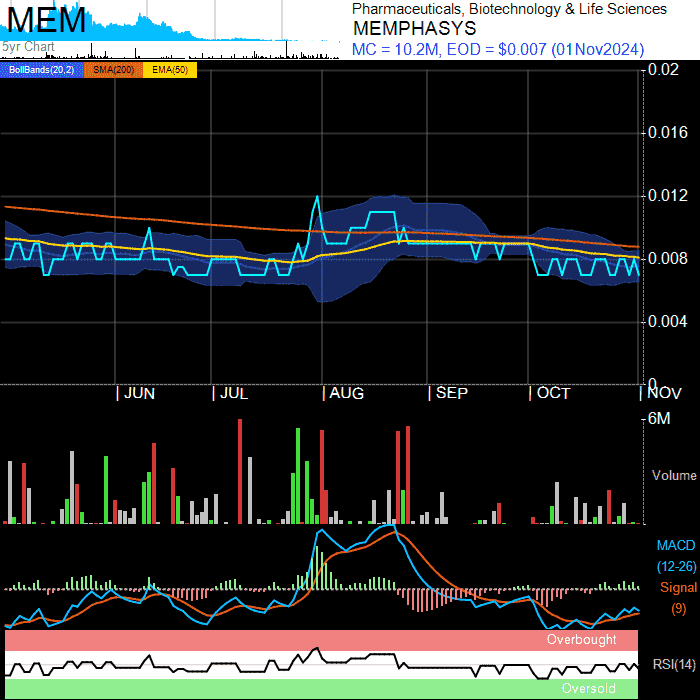 MEM
5yr Chart
Pharmaceuticals, Biotechnology & Life Sciences
MEMPHASYS
MC = 10.2M, EOD = $0.007 (01Nov2024)
BollBands(20,2) SMA(200) EMA(50)
0.02
0.016
0.012
0.008
0.004
0
JUN JUL AUG SEP OCT NOV
6M
Volume
MACD
(12-26)
Signal
(9)
Overbought
RSI(14)
Oversold